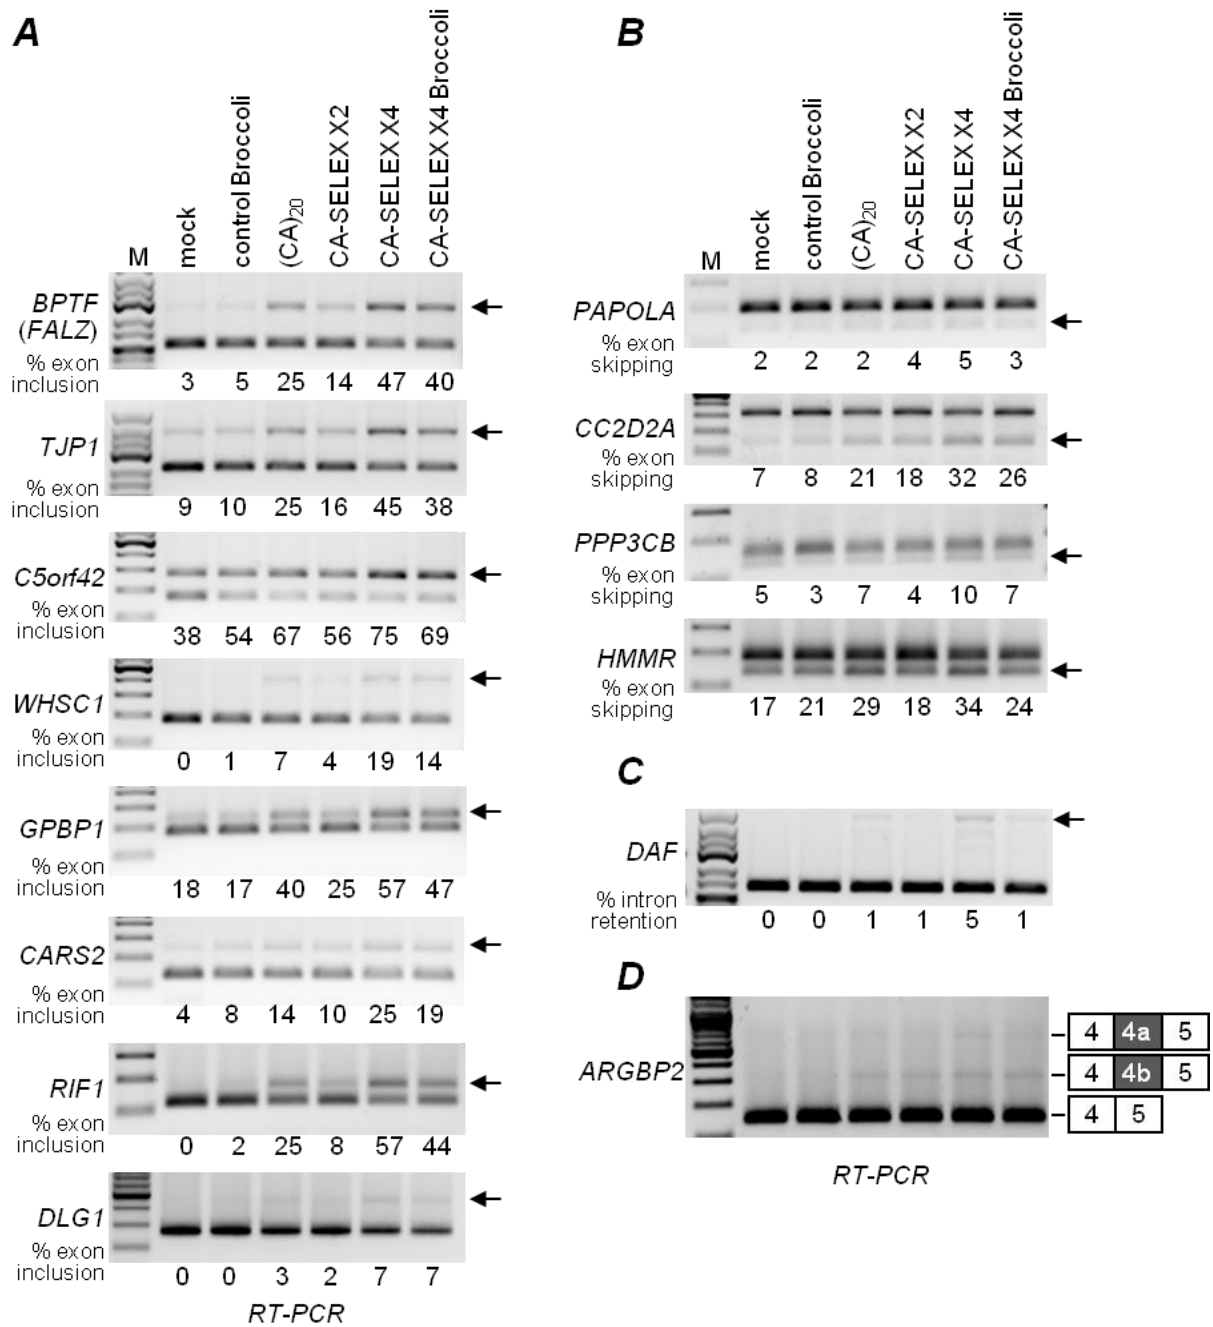 A
M
mock
control Broccoli
(CA)20
CA-SELEX X2
CA-SELEX X4
CA-SELEX X4 Broccoli
BPTF
(FALZ)
% exon
inclusion
3 5 25 14 47 40
TJP1
% exon
inclusion
9 10 25 16 45 38
C5orf42
% exon
inclusion
38 54 67 56 75 69
WHSC1
% exon
inclusion
0 1 7 4 19 14
GPBP1
% exon
inclusion
18 17 40 25 57 47
CARS2
% exon
inclusion
4 8 14 10 25 19
RIF1
% exon
inclusion
0 2 25 8 57 44
DLG1
% exon
inclusion
0 0 3 2 7 7
RT-PCR
B
M
mock
control Broccoli
(CA)20
CA-SELEX X2
CA-SELEX X4
CA-SELEX X4 Broccoli
PAPOLA
% exon
skipping
2 2 2 4 5 3
CC2D2A
% exon
skipping
7 8 21 18 32 26
PPP3CB
% exon
skipping
5 3 7 4 10 7
HMMR
% exon
skipping
17 21 29 18 34 24
C
DAF
% intron
retention
0 0 1 1 5 1
D
ARGBP2
4 4a 5
4 4b 5
4 5
RT-PCR